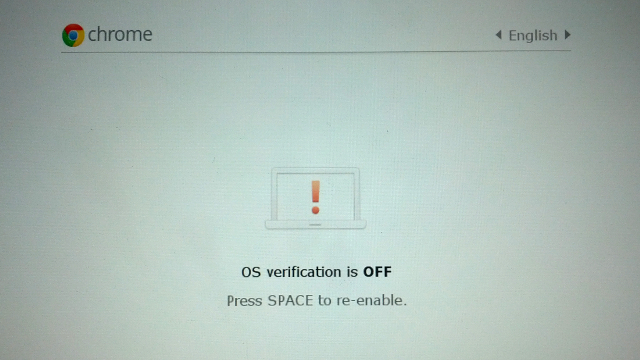 chrome
English
OS verification is OFF
Press SPACE to re-enable.